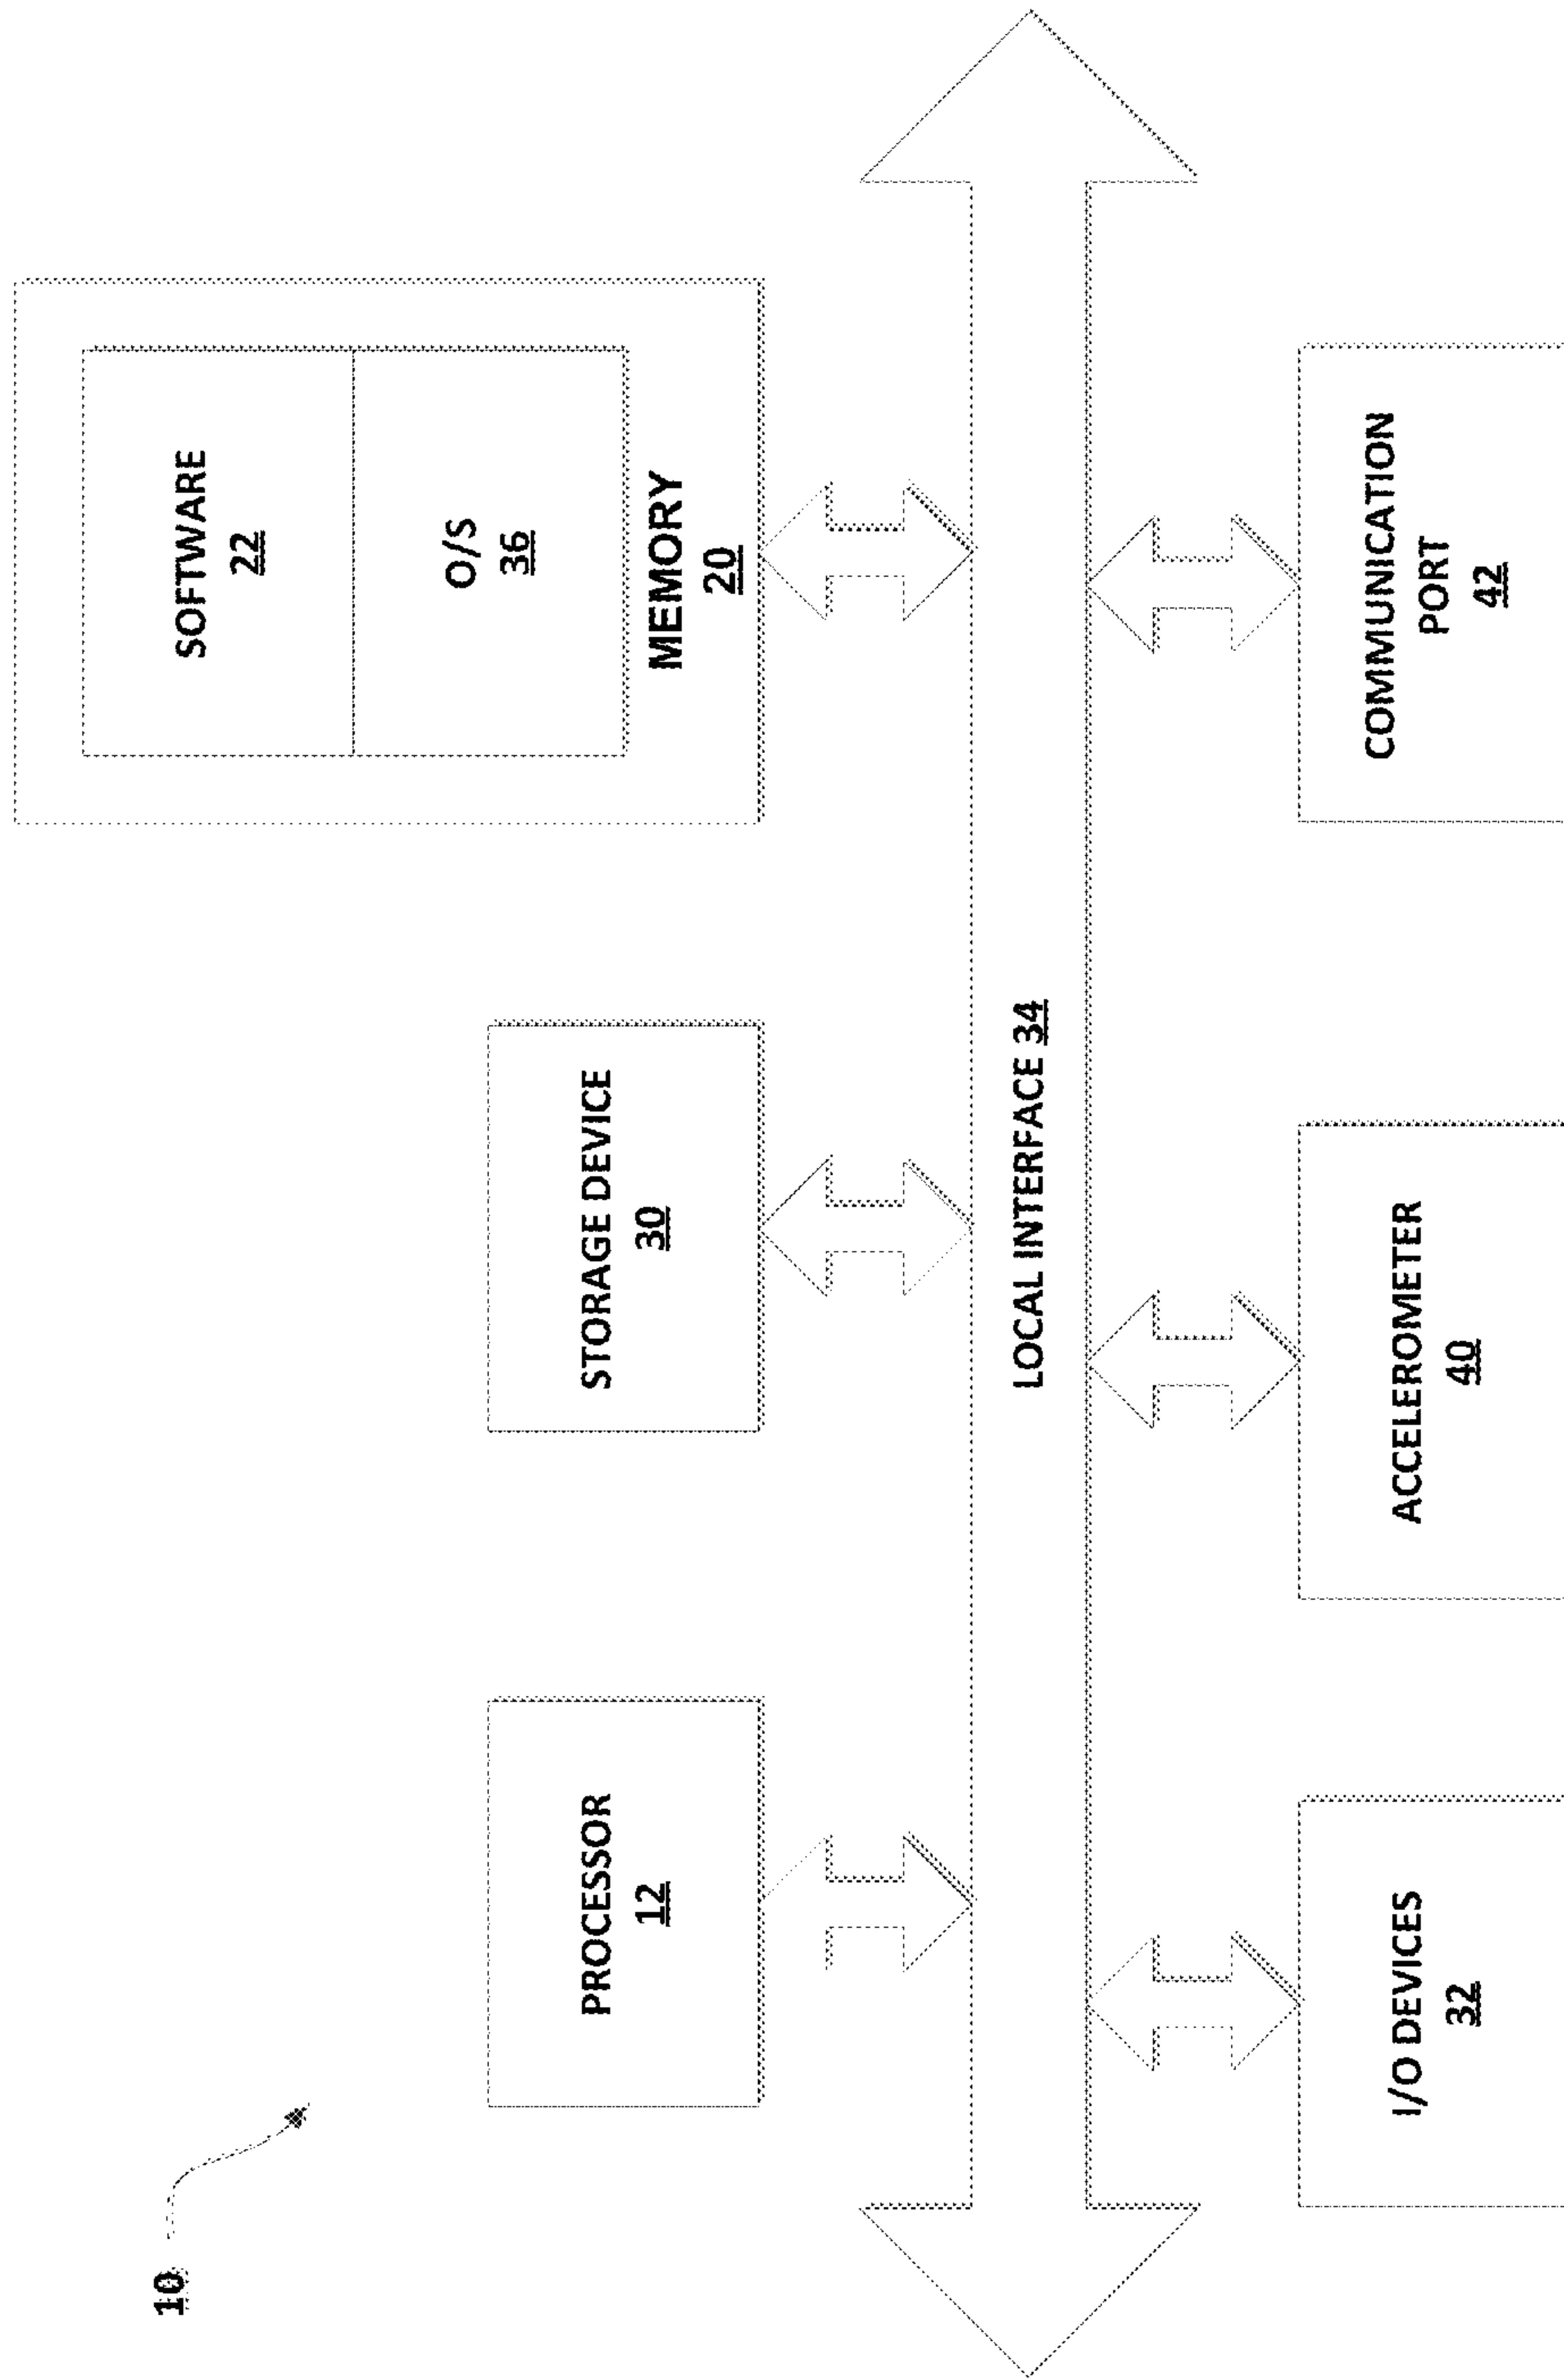 10
SOFTWARE
22
O/S
36
MEMORY
20
PROCESSOR
12
STORAGE DEVICE
30
LOCAL INTERFACE 34
I/O DEVICES
32
ACCELEROMETER
40
COMMUNICATION
PORT
42